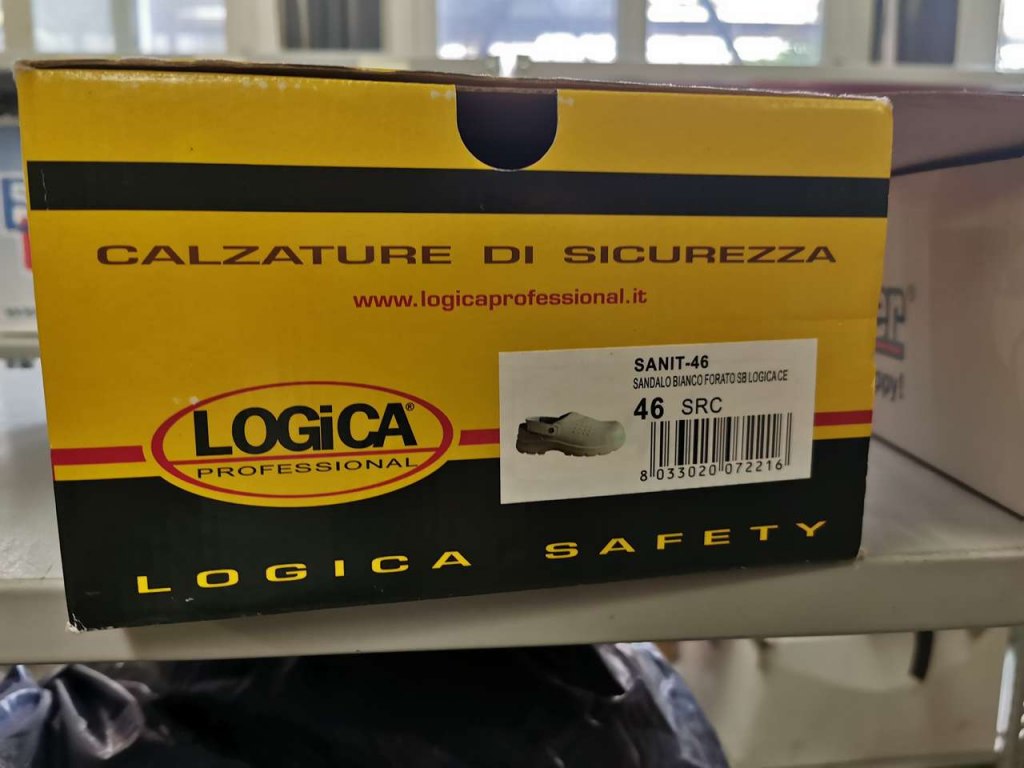 CALZATURE DI SICUREZZA
www.logicaprofessional.it
SANIT-46
SANDALO BIANCO FORATO SB LOGICA CE
46 SRC
8 033020 072216
LOGiCA®
PROFESSIONAL
LOGICA SAFETY